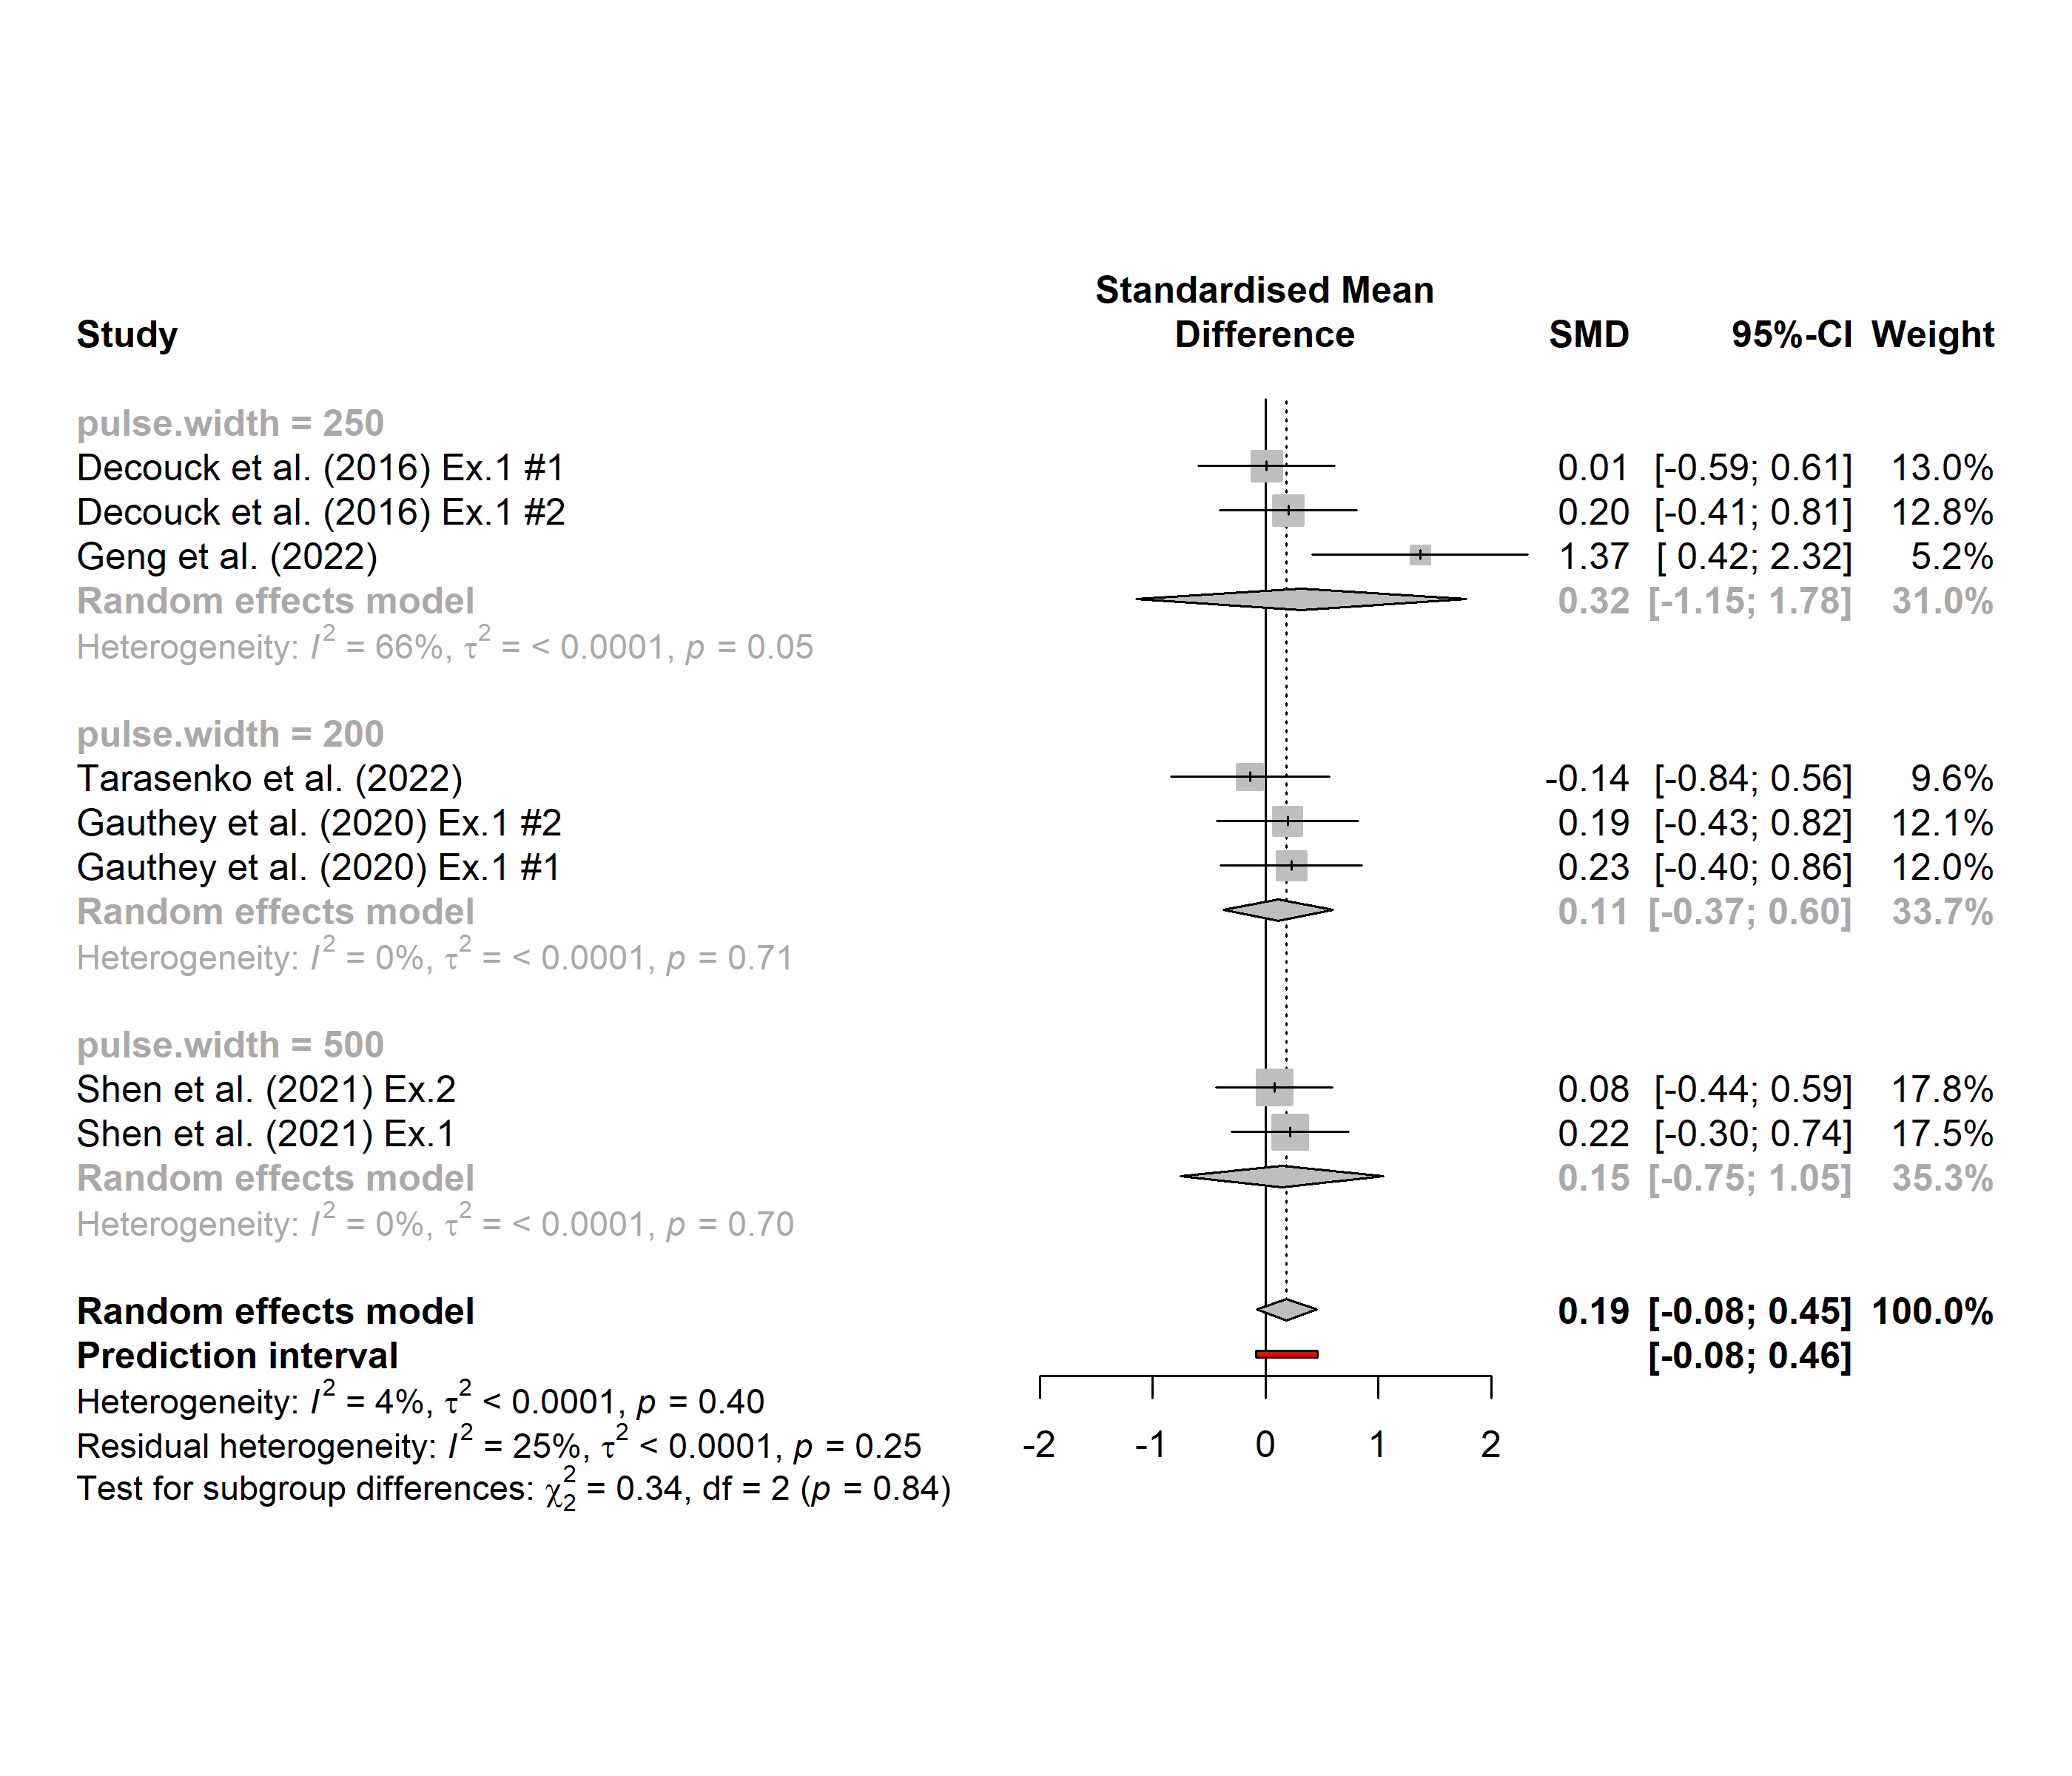 Standardised Mean
Study Difference SMD 95%-CI Weight
pulse.width = 250
Decouck et al. (2016) Ex.1 #1 0.01 [-0.59; 0.61] 13.0%
Decouck et al. (2016) Ex.1 #2 0.20 [-0.41; 0.81] 12.8%
Geng et al. (2022) 1.37 [ 0.42; 2.32] 5.2%
Random effects model 0.32 [-1.15; 1.78] 31.0%
Heterogeneity: I² = 66%, τ² = < 0.0001, p = 0.05
pulse.width = 200
Tarasenko et al. (2022) -0.14 [-0.84; 0.56] 9.6%
Gauthey et al. (2020) Ex.1 #2 0.19 [-0.43; 0.82] 12.1%
Gauthey et al. (2020) Ex.1 #1 0.23 [-0.40; 0.86] 12.0%
Random effects model 0.11 [-0.37; 0.60] 33.7%
Heterogeneity: I² = 0%, τ² = < 0.0001, p = 0.71
pulse.width = 500
Shen et al. (2021) Ex.2 0.08 [-0.44; 0.59] 17.8%
Shen et al. (2021) Ex.1 0.22 [-0.30; 0.74] 17.5%
Random effects model 0.15 [-0.75; 1.05] 35.3%
Heterogeneity: I² = 0%, τ² = < 0.0001, p = 0.70
Random effects model 0.19 [-0.08; 0.45] 100.0%
Prediction interval [-0.08; 0.46]
Heterogeneity: I² = 4%, τ² < 0.0001, p = 0.40
Residual heterogeneity: I² = 25%, τ² < 0.0001, p = 0.25
-2 -1 0 1 2
Test for subgroup differences: χ²₂ = 0.34, df = 2 (p = 0.84)